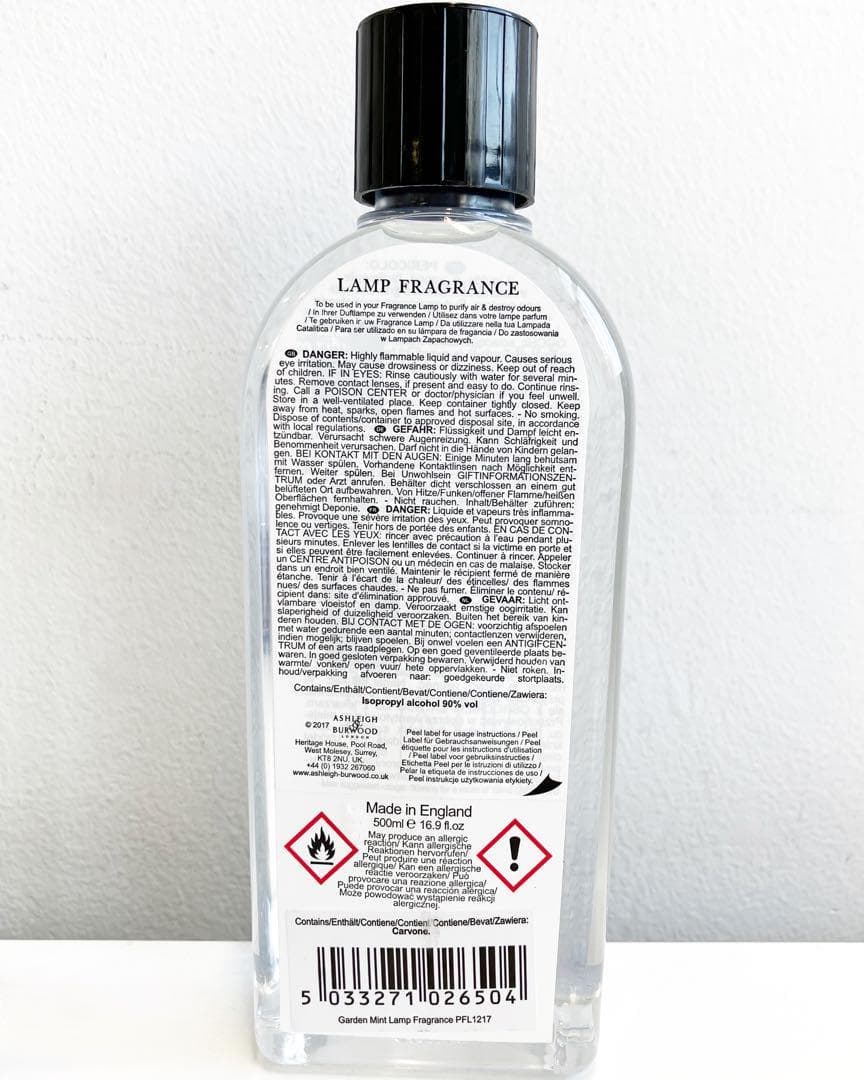 LAMP FRAGRANCE
To be used in your Fragrance Lamp to purify air & destroy odours
/ In Ihrer Duftlampe zu verwenden / Utilisez dans votre lampe parfum
/ Te gebruiken in uw Fragrance Lamp / Da utilizzare nella tua Lampada
Catalitica / Para ser utilizado en su lámpara de fragancia / Do zastosowania
w Lampach Zapachowych.
GB DANGER: Highly flammable liquid and vapour. Causes serious
eye irritation. May cause drowsiness or dizziness. Keep out of reach
of children. IF IN EYES: Rinse cautiously with water for several min-
utes. Remove contact lenses, if present and easy to do. Continue rins-
ing. Call a POISON CENTER or doctor/physician if you feel unwell.
Store in a well-ventilated place. Keep container tightly closed. Keep
away from heat, sparks, open flames and hot surfaces. - No smoking.
Dispose of contents/container to approved disposal site, in accordance
with local regulations. DE GEFAHR: Flüssigkeit und Dampf leicht en-
tzündbar. Verursacht schwere Augenreizung. Kann Schläfrigkeit und
Benommenheit verursachen. Darf nicht in die Hände von Kindern gelan-
gen. BEI KONTAKT MIT DEN AUGEN: Einige Minuten lang behutsam
mit Wasser spülen. Vorhandene Kontaktlinsen nach Möglichkeit ent-
fernen. Weiter spülen. Bei Unwohlsein GIFTINFORMATIONSZEN-
TRUM oder Arzt anrufen. Behälter dicht verschlossen an einem gut
belüfteten Ort aufbewahren. Von Hitze/Funken/offener Flamme/heißen
Oberflächen fernhalten. - Nicht rauchen. Inhalt/Behälter zuführen:
genehmigt Deponie. FR DANGER: Liquide et vapeurs très inflamma-
bles. Provoque une sévère irritation des yeux. Peut provoquer somno-
lence ou vertiges. Tenir hors de portée des enfants. EN CAS DE CON-
TACT AVEC LES YEUX: rincer avec précaution à l'eau pendant plu-
sieurs minutes. Enlever les lentilles de contact si la victime en porte et
si elles peuvent être facilement enlevées. Continuer à rincer. Appeler
un CENTRE ANTIPOISON ou un médecin en cas de malaise. Stocker
dans un endroit bien ventilé. Maintenir le récipient fermé de manière
étanche. Tenir à l'écart de la chaleur/ des étincelles/ des flammes
nues/ des surfaces chaudes. - Ne pas fumer. Éliminer le contenu/ ré-
cipient dans: site d'élimination approuvé. NL GEVAAR: Licht ont-
vlambare vloeistof en damp. Veroorzaakt ernstige oogirritatie. Kan
slaperigheid of duizeligheid veroorzaken. Buiten het bereik van kin-
deren houden. BIJ CONTACT MET DE OGEN: voorzichtig afspoelen
met water gedurende een aantal minuten; contactlenzen verwijderen,
indien mogelijk; blijven spoelen. Bij onwel voelen een ANTIGIFCEN-
TRUM of een arts raadplegen. Op een goed geventileerde plaats be-
waren. In goed gesloten verpakking bewaren. Verwijderd houden van
warmte/ vonken/ open vuur/ hete oppervlakken. - Niet roken. In-
houd/verpakking afvoeren naar: goedgekeurde stortplaats.
Contains/Enthält/Contient/Bevat/Contiene/Contiene/Zawiera:
Isopropyl alcohol 90% vol
© 2017 ASHLEIGH
&
BURWOOD
LONDON
Heritage House, Pool Road,
West Molesey, Surrey,
KT8 2NU, UK.
+44 (0) 1932 267060
www.ashleigh-burwood.co.uk
Peel label for usage instructions / Peel
Label für Gebrauchsanweisungen / Peel
étiquette pour les instructions d'utilisation
/ Peel label voor gebruiksinstructies /
Etichetta Peel per le istruzioni di utilizzo /
Pelar la etiqueta de instrucciones de uso /
Peel instrukcje użytkowania etykiety.
Made in England
500ml e 16.9 fl.oz
May produce an allergic
reaction/ Kann allergische
Reaktionen hervorrufen/
Peut produire une réaction
allergique/ Kan een allergische
reactie veroorzaken/ Può
provocare una reazione allergica/
Puede provocar una reacción alérgica/
Może powodować wystąpienie reakcji
alergicznej.
Contains/Enthält/Contiene/Contient/Contiene/Bevat/Zawiera:
Carvone.
5 033271 026504
Garden Mint Lamp Fragrance PFL1217